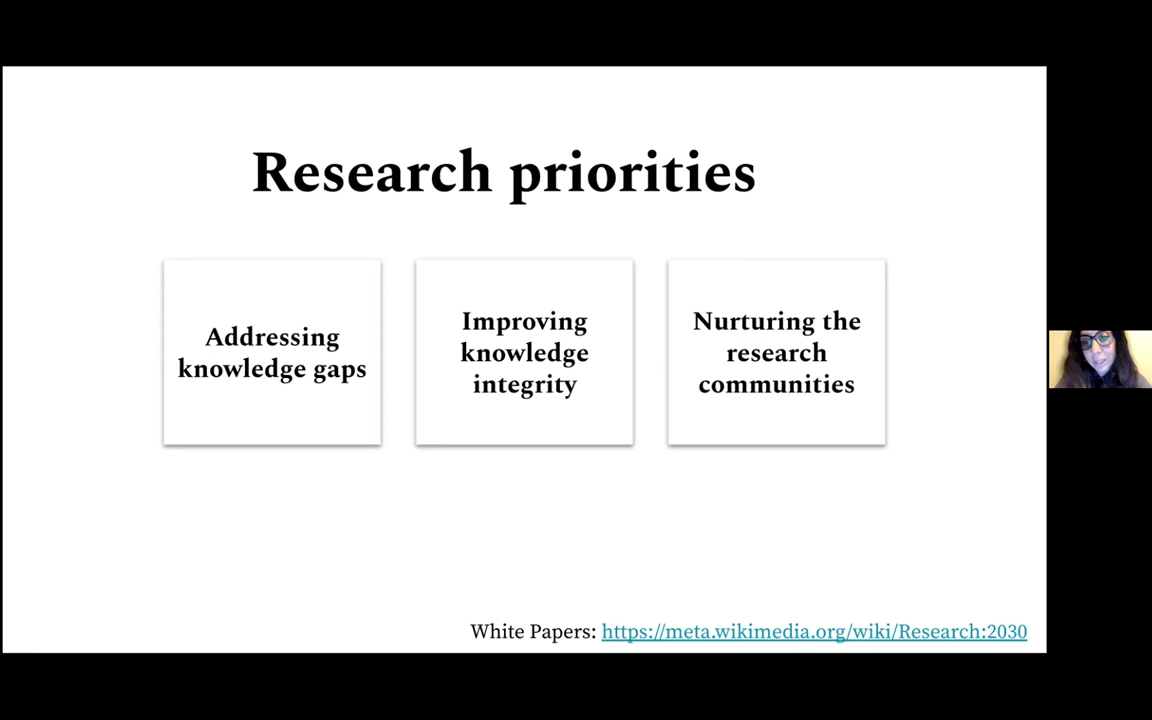 Research priorities
Addressing
knowledge gaps
Improving
knowledge
integrity
Nurturing the
research
communities
White Papers: https://meta.wikimedia.org/wiki/Research:2030